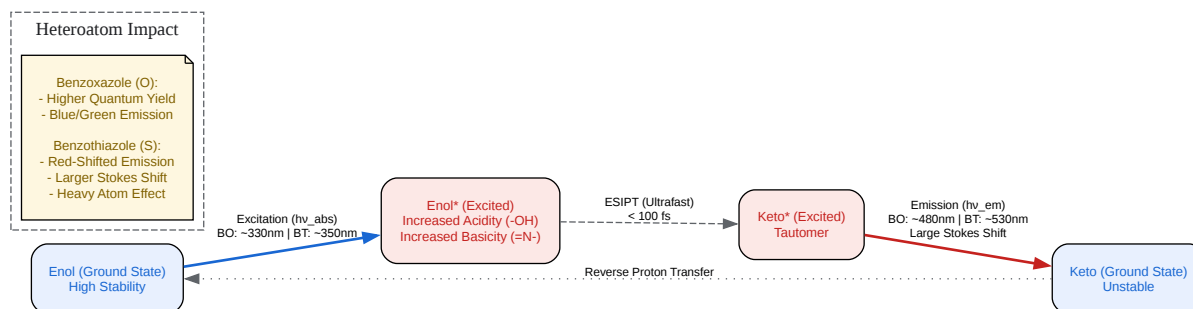 Heteroatom Impact
Benzoxazole (O):
- Higher Quantum Yield
- Blue/Green Emission
Benzothiazole (S):
- Red-Shifted Emission
- Larger Stokes Shift
- Heavy Atom Effect
Enol (Ground State)
High Stability
Excitation (hν_abs)
BO: ~330nm | BT: ~350nm
Enol* (Excited)
Increased Acidity (-OH)
Increased Basicity (=N-)
ESIPT (Ultrafast)
< 100 fs
Keto* (Excited)
Tautomer
Emission (hν_em)
BO: ~480nm | BT: ~530nm
Large Stokes Shift
Keto (Ground State)
Unstable
Reverse Proton Transfer